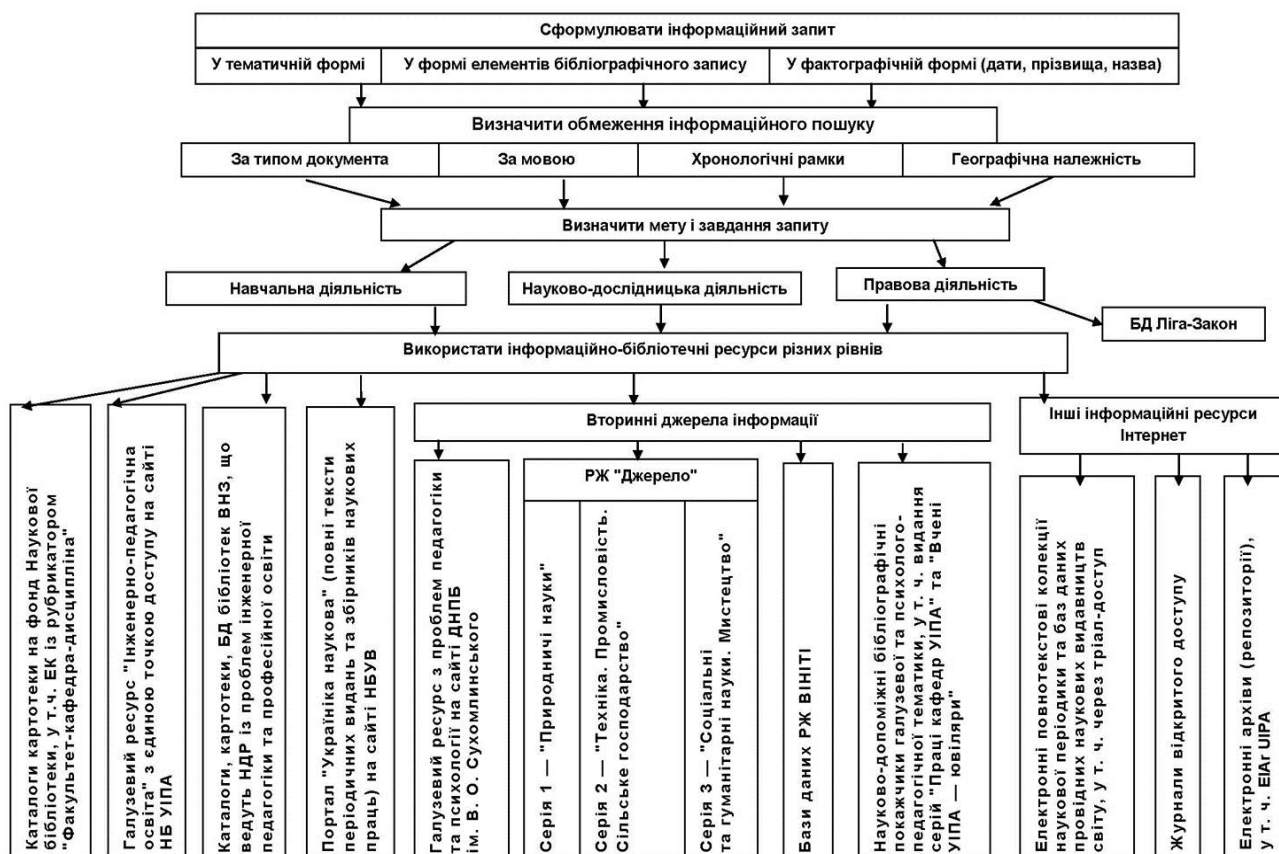 Сформулювати інформаційний запит
У тематичній формі
У формі елементів бібліографічного запису
У фактографічній формі (дати, прізвища, назва)
Визначити обмеження інформаційного пошуку
За типом документа
За мовою
Хронологічні рамки
Географічна належність
Визначити мету і завдання запиту
Навчальна діяльність
Науково-дослідницька діяльність
Правова діяльність
БД Ліга-Закон
Використати інформаційно-бібліотечні ресурси різних рівнів
Каталоги картотеки на фонд Наукової
бібліотеки, у т.ч. ЕК із рубрикатором
"Факультет-кафедра-дисципліна"
Галузевий ресурс "Інженерно-педагогічна
освіта" з єдиною точкою доступу на сайті
НБ УІПА
Каталоги, картотеки, БД бібліотек ВНЗ, що
ведуть НДР із проблем інженерної
педагогіки та професійної освіти
Портал "Україніка наукова" (повні тексти
періодичних видань та збірників наукових
праць) на сайті НБУВ
Вторинні джерела інформації
Галузевий ресурс з проблем педагогіки
та психології на сайті ДНПБ
ім. В. О. Сухомлинського
РЖ "Джерело"
Серія 1 — "Природничі науки"
Серія 2 — "Техніка. Промисловість.
Сільське господарство"
Серія 3 — "Соціальні
та гуманітарні науки. Мистецтво"
Бази даних РЖ ВІНІТІ
Науково-допоміжні бібліографічні
покажчики галузевої та психолого-
педагогічної тематики, у т. ч. видання
серій "Праці кафедр УІПА" та "Вчені
УІПА — ювіляри"
Інші інформаційні ресурси
Інтернет
Електронні повнотекстові колекції
наукової періодики та баз даних
провідних наукових видавництв
світу, у т. ч. через тріал-доступ
Журнали відкритого доступу
Електронні архіви (репозиторії),
у т. ч. ElAr UIPA